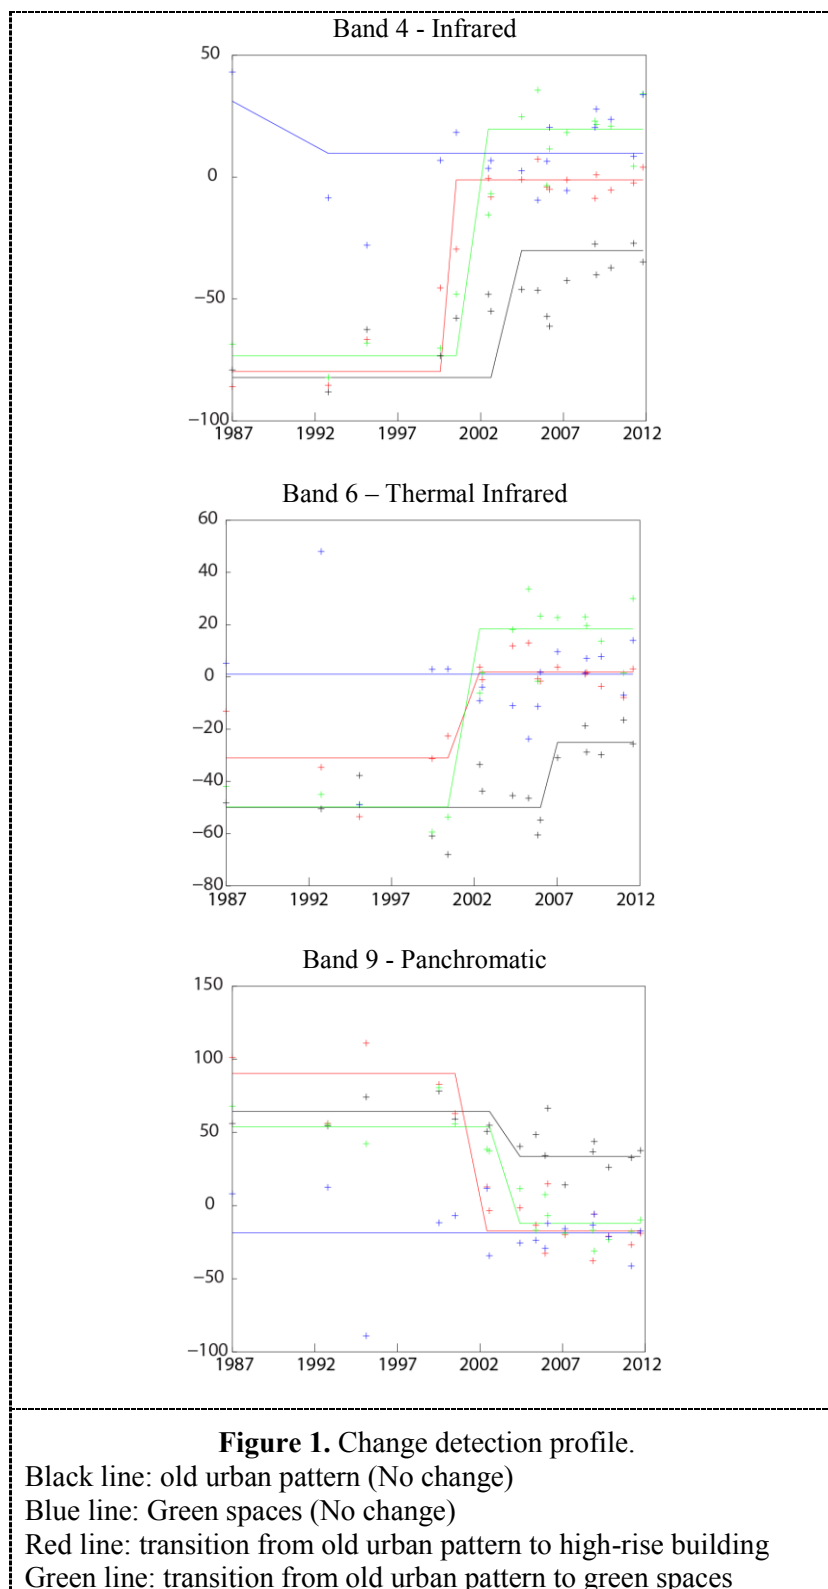 Band 4 - Infrared
50
0
−50
−100
1987 1992 1997 2002 2007 2012
Band 6 – Thermal Infrared
60
40
20
0
−20
−40
−60
−80
1987 1992 1997 2002 2007 2012
Band 9 - Panchromatic
150
100
50
0
−50
−100
1987 1992 1997 2002 2007 2012
Figure 1. Change detection profile.
Black line: old urban pattern (No change)
Blue line: Green spaces (No change)
Red line: transition from old urban pattern to high-rise building
Green line: transition from old urban pattern to green spaces